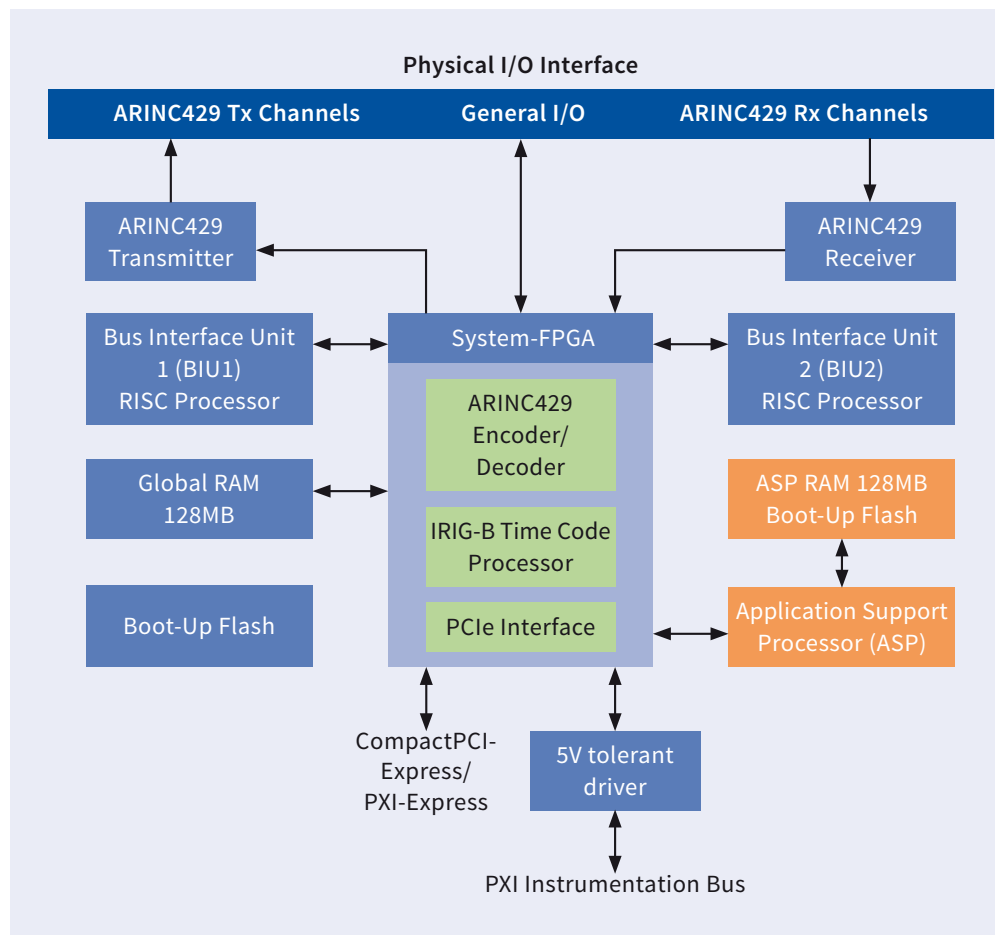 Physical I/O Interface
ARINC429 Tx Channels
General I/O
ARINC429 Rx Channels
ARINC429
Transmitter
ARINC429
Receiver
Bus Interface Unit
1 (BIU1)
RISC Processor
System-FPGA
Bus Interface Unit
2 (BIU2)
RISC Processor
ARINC429
Encoder/
Decoder
Global RAM
128MB
ASP RAM 128MB
Boot-Up Flash
IRIG-B Time Code
Processor
Boot-Up Flash
PCIe Interface
Application Support
Processor (ASP)
CompactPCI-
Express/
PXI-Express
5V tolerant
driver
PXI Instrumentation Bus